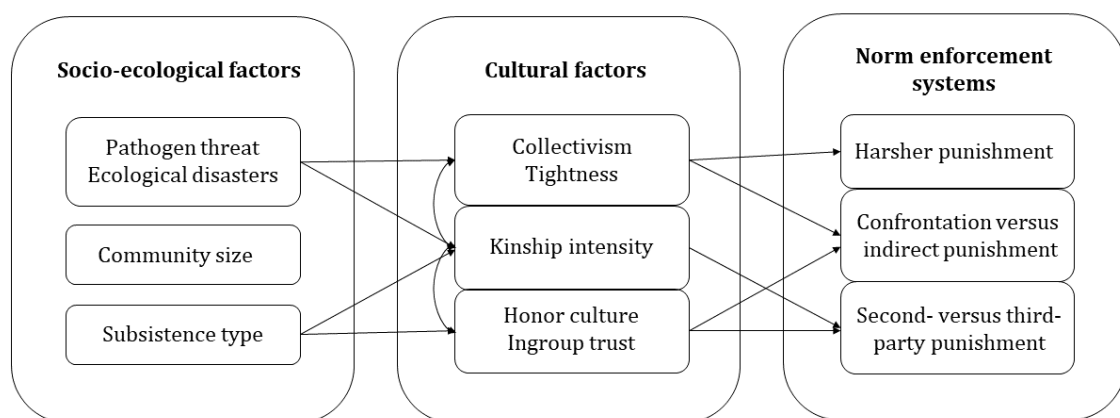 Socio-ecological factors
Pathogen threat
Ecological disasters
Community size
Subsistence type
Cultural factors
Collectivism
Tightness
Kinship intensity
Honor culture
Ingroup trust
Norm enforcement
systems
Harsher punishment
Confrontation versus
indirect punishment
Second- versus third-
party punishment